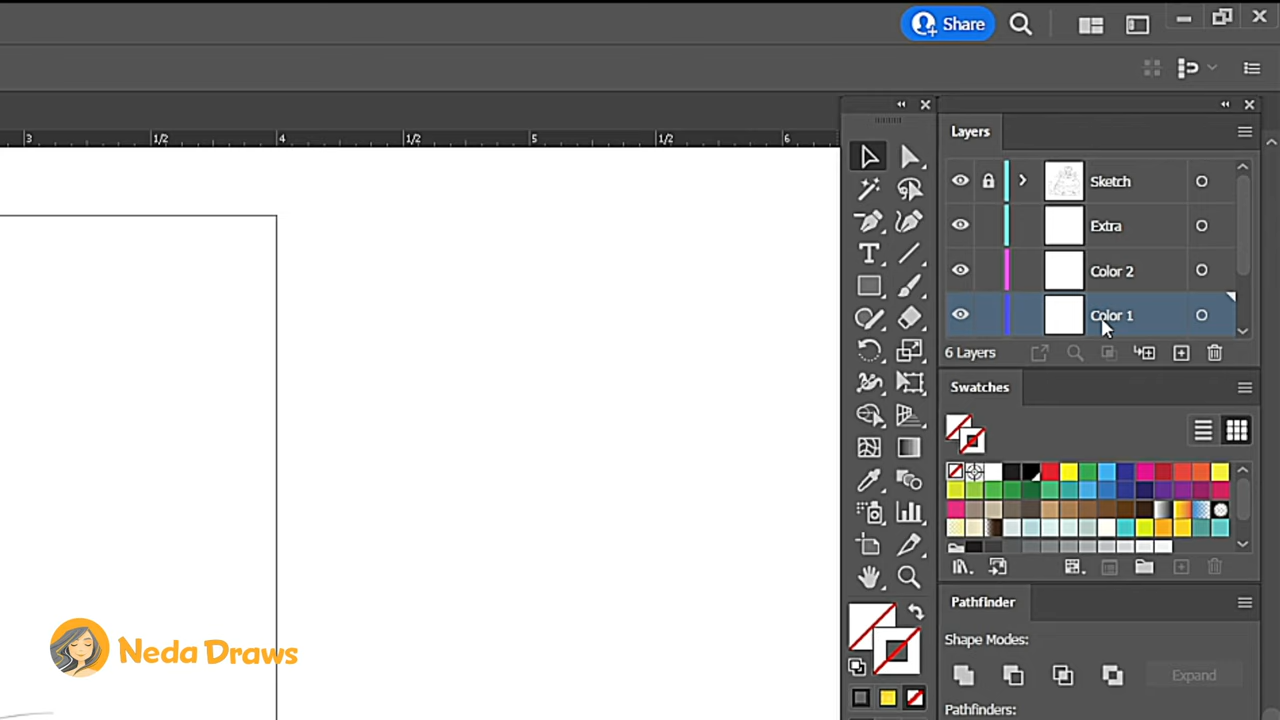 Share
3
1/2
4
1/2
5
1/2
6
Layers
Sketch
Extra
Color 2
Color 1
6 Layers
Swatches
Pathfinder
Shape Modes:
Expand
Pathfinders:
Neda Draws